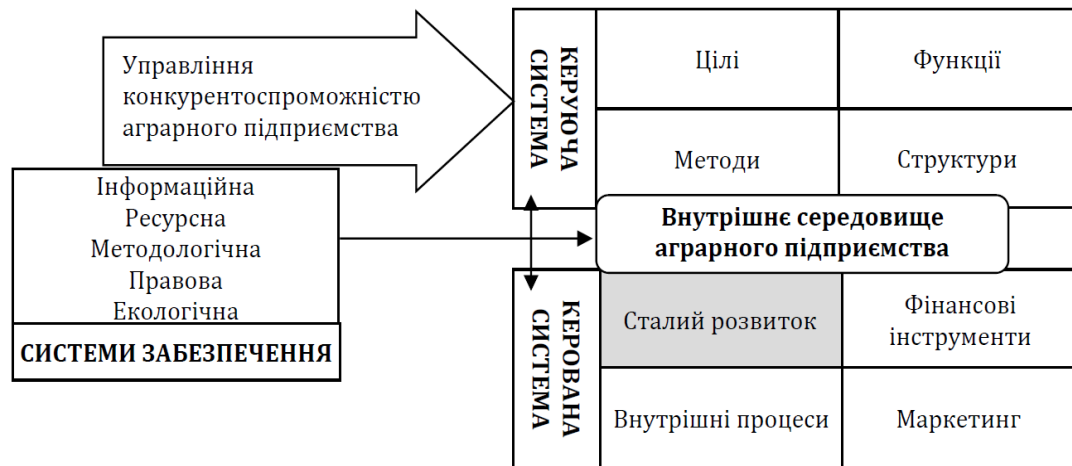 Управління
конкурентоспроможністю
аграрного підприємства
Інформаційна
Ресурсна
Методологічна
Правова
Екологічна
СИСТЕМИ ЗАБЕЗПЕЧЕННЯ
КЕРУЮЧА
СИСТЕМА
Цілі
Функції
Методи
Структури
Внутрішнє середовище
аграрного підприємства
КЕРОВАНА
СИСТЕМА
Сталий розвиток
Фінансові
інструменти
Внутрішні процеси
Маркетинг